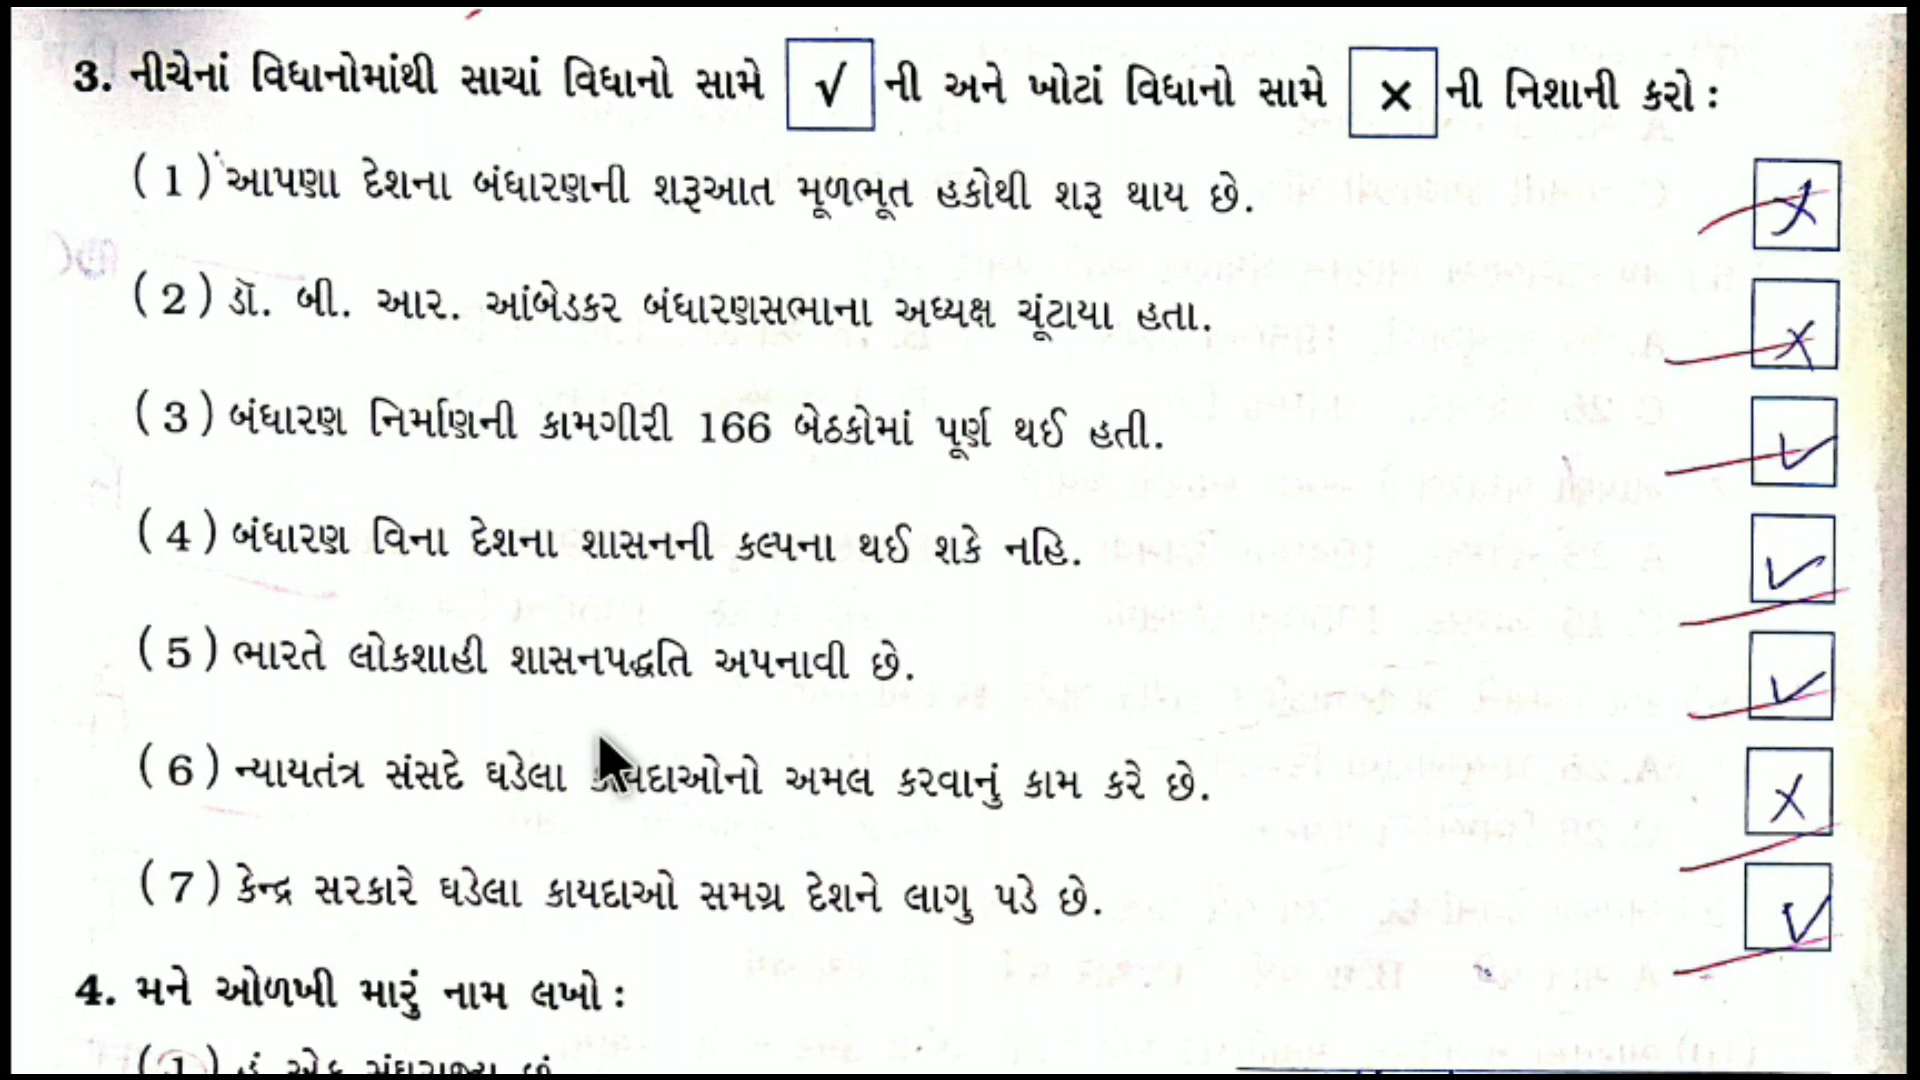 3. નીચેનાં વિધાનોમાંથી સાચાં વિધાનો સામે √ ની અને ખોટાં વિધાનો સામે × ની નિશાની કરો :
(1) આપણા દેશના બંધારણની શરૂઆત મૂળભૂત હકોથી શરૂ થાય છે. ×
(2) ડૉ. બી. આર. આંબેડકર બંધારણસભાના અધ્યક્ષ ચૂંટાયા હતા. ×
(3) બંધારણ નિર્માણની કામગીરી 166 બેઠકોમાં પૂર્ણ થઈ હતી. ✓
(4) બંધારણ વિના દેશના શાસનની કલ્પના થઈ શકે નહિ. ✓
(5) ભારતે લોકશાહી શાસનપદ્ધતિ અપનાવી છે. ✓
(6) ન્યાયતંત્ર સંસદે ઘડેલા કાયદાઓનો અમલ કરવાનું કામ કરે છે. ×
(7) કેન્દ્ર સરકારે ઘડેલા કાયદાઓ સમગ્ર દેશને લાગુ પડે છે. ✓
4. મને ઓળખી મારું નામ લખો :
(1) હું એક સંઘરાજ્ય છું